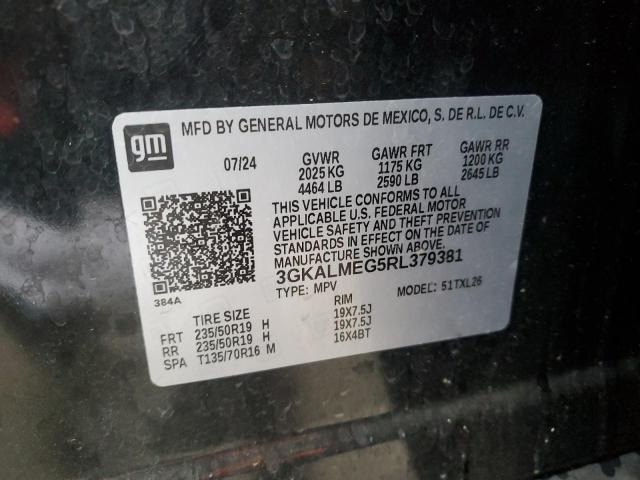 gm
MFD BY GENERAL MOTORS DE MEXICO, S. DE R.L. DE C.V.
07/24 GVWR GAWR FRT GAWR RR
2025 KG 1175 KG 1200 KG
4464 LB 2590 LB 2645 LB
THIS VEHICLE CONFORMS TO ALL
APPLICABLE U.S. FEDERAL MOTOR
VEHICLE SAFETY AND THEFT PREVENTION
STANDARDS IN EFFECT ON THE DATE OF
MANUFACTURE SHOWN ABOVE.
3GKALMEG5RL379381
384A TYPE: MPV MODEL: 51TXL26
TIRE SIZE RIM
FRT 235/50R19 H 19X7.5J
RR 235/50R19 H 19X7.5J
SPA T135/70R16 M 16X4BT